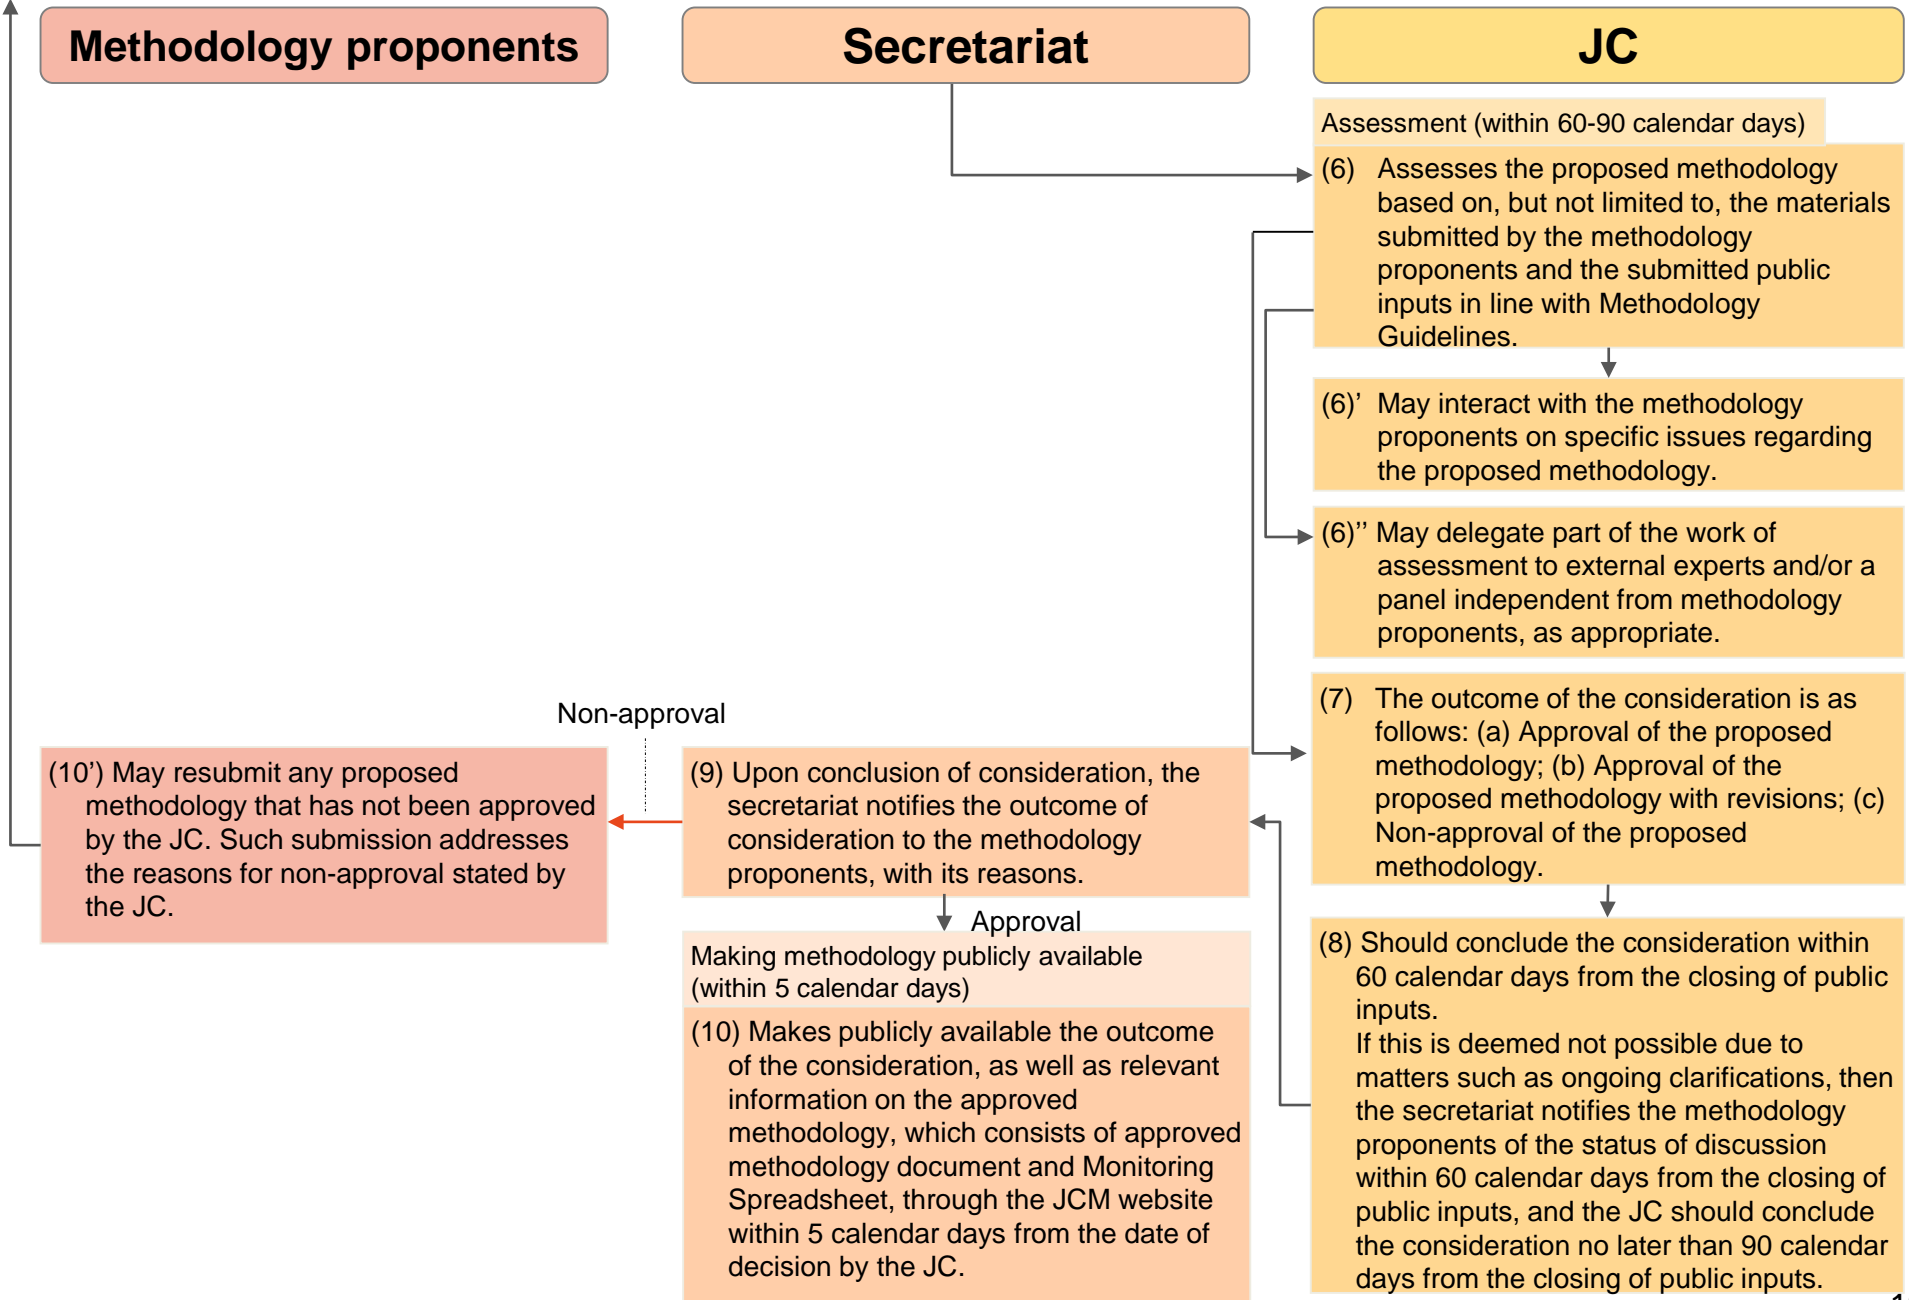 Methodology proponents
Secretariat
JC
Assessment (within 60-90 calendar days)
(6) Assesses the proposed methodology
based on, but not limited to, the materials
submitted by the methodology
proponents and the submitted public
inputs in line with Methodology
Guidelines.
(6)’ May interact with the methodology
proponents on specific issues regarding
the proposed methodology.
(6)’’ May delegate part of the work of
assessment to external experts and/or a
panel independent from methodology
proponents, as appropriate.
(7) The outcome of the consideration is as
follows: (a) Approval of the proposed
methodology; (b) Approval of the
proposed methodology with revisions; (c)
Non-approval of the proposed
methodology.
(8) Should conclude the consideration within
60 calendar days from the closing of public
inputs.
If this is deemed not possible due to
matters such as ongoing clarifications, then
the secretariat notifies the methodology
proponents of the status of discussion
within 60 calendar days from the closing of
public inputs, and the JC should conclude
the consideration no later than 90 calendar
days from the closing of public inputs.
(9) Upon conclusion of consideration, the
secretariat notifies the outcome of
consideration to the methodology
proponents, with its reasons.
Approval
Making methodology publicly available
(within 5 calendar days)
(10) Makes publicly available the outcome
of the consideration, as well as relevant
information on the approved
methodology, which consists of approved
methodology document and Monitoring
Spreadsheet, through the JCM website
within 5 calendar days from the date of
decision by the JC.
Non-approval
(10’) May resubmit any proposed
methodology that has not been approved
by the JC. Such submission addresses
the reasons for non-approval stated by
the JC.